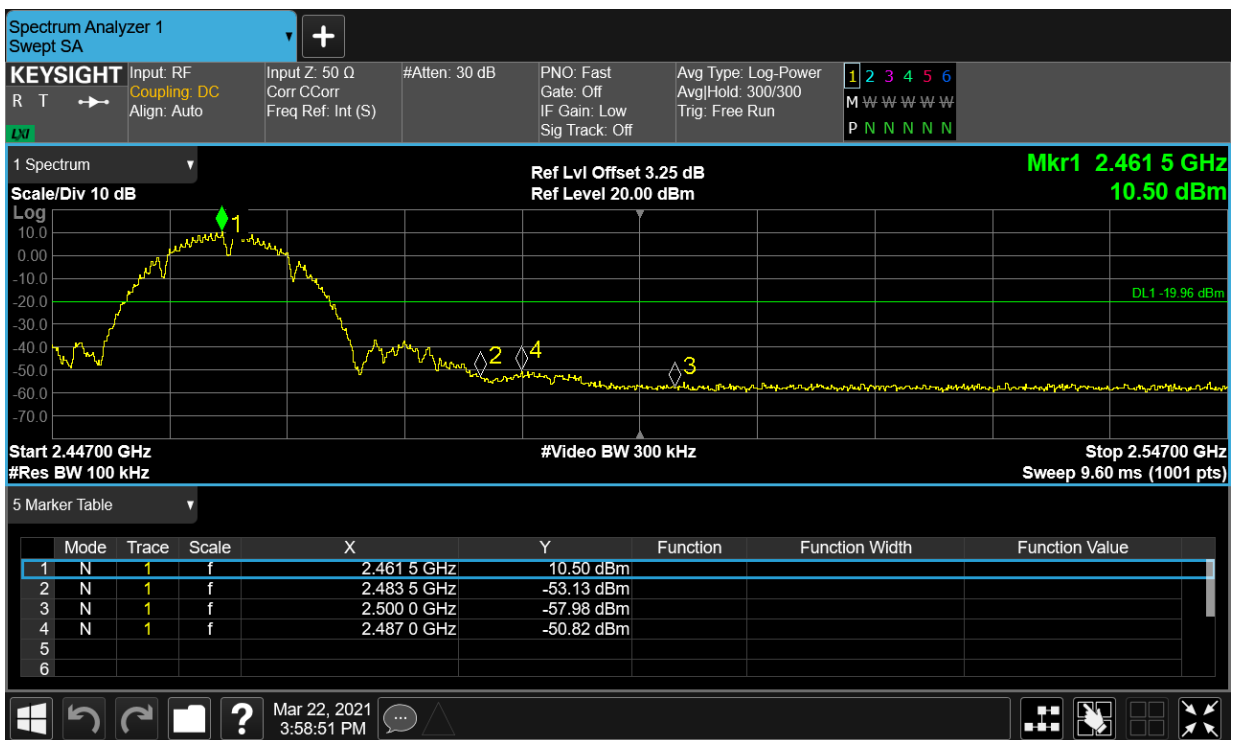 Spectrum Analyzer 1
Swept SA
KEYSIGHT Input: RF Input Z: 50 Ω #Atten: 30 dB PNO: Fast Avg Type: Log-Power 1 2 3 4 5 6
R T Coupling: DC Corr CCorr Gate: Off Avg|Hold: 300/300 M W W W W W
Align: Auto Freq Ref: Int (S) IF Gain: Low Trig: Free Run
LXI Sig Track: Off P N N N N N
1 Spectrum Ref Lvl Offset 3.25 dB Mkr1 2.461 5 GHz
Scale/Div 10 dB Ref Level 20.00 dBm 10.50 dBm
Log
10.0
0.00
-10.0
-20.0
-30.0
-40.0
-50.0
-60.0
-70.0
1
2
4
3
DL1 -19.96 dBm
Start 2.44700 GHz #Video BW 300 kHz Stop 2.54700 GHz
#Res BW 100 kHz Sweep 9.60 ms (1001 pts)
5 Marker Table
Mode Trace Scale X Y Function Function Width Function Value
1 N 1 f 2.461 5 GHz 10.50 dBm
2 N 1 f 2.483 5 GHz -53.13 dBm
3 N 1 f 2.500 0 GHz -57.98 dBm
4 N 1 f 2.487 0 GHz -50.82 dBm
5
6
? Mar 22, 2021
3:58:51 PM